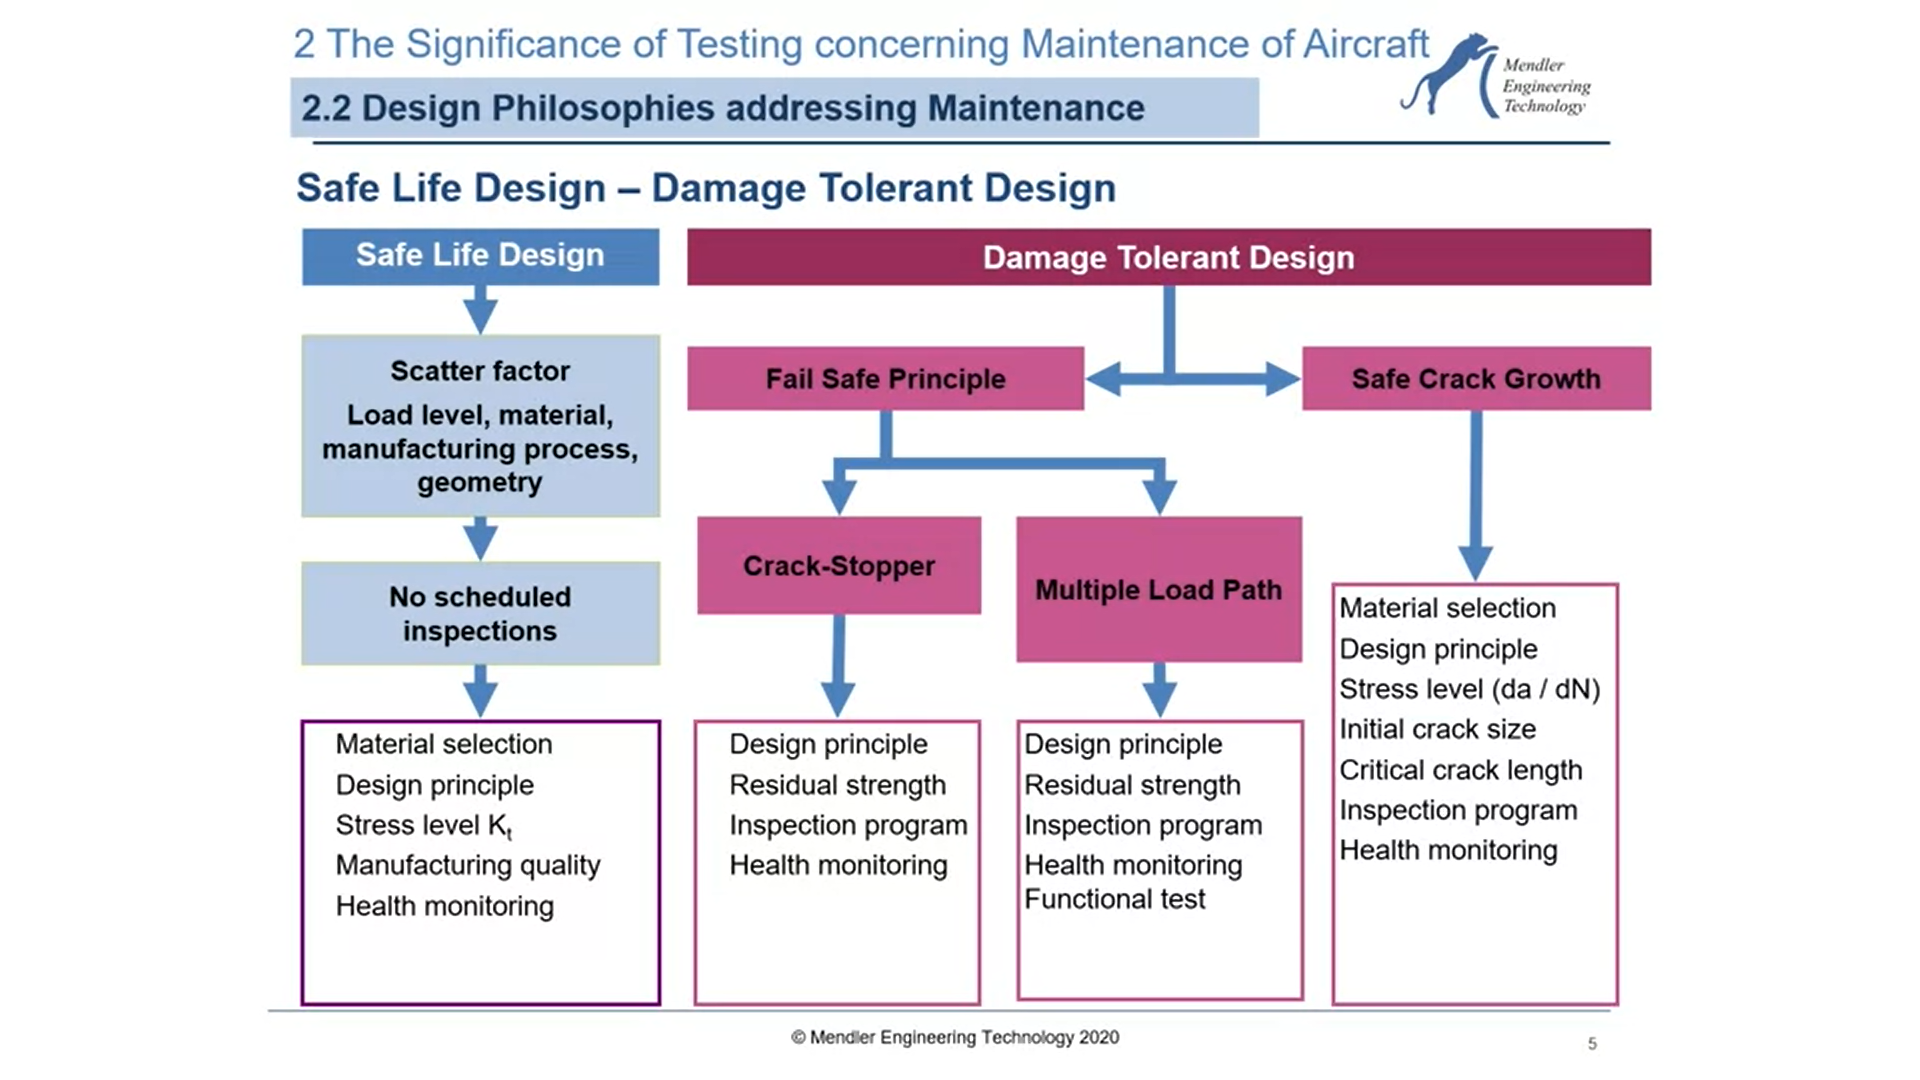 2 The Significance of Testing concerning Maintenance of Aircraft
Mendler
Engineering
Technology
2.2 Design Philosophies addressing Maintenance
Safe Life Design – Damage Tolerant Design
Safe Life Design
Damage Tolerant Design
Scatter factor
Load level, material,
manufacturing process,
geometry
Fail Safe Principle
Safe Crack Growth
No scheduled
inspections
Crack-Stopper
Multiple Load Path
Material selection
Design principle
Stress level Kt
Manufacturing quality
Health monitoring
Design principle
Residual strength
Inspection program
Health monitoring
Design principle
Residual strength
Inspection program
Health monitoring
Functional test
Material selection
Design principle
Stress level (da / dN)
Initial crack size
Critical crack length
Inspection program
Health monitoring
© Mendler Engineering Technology 2020
5